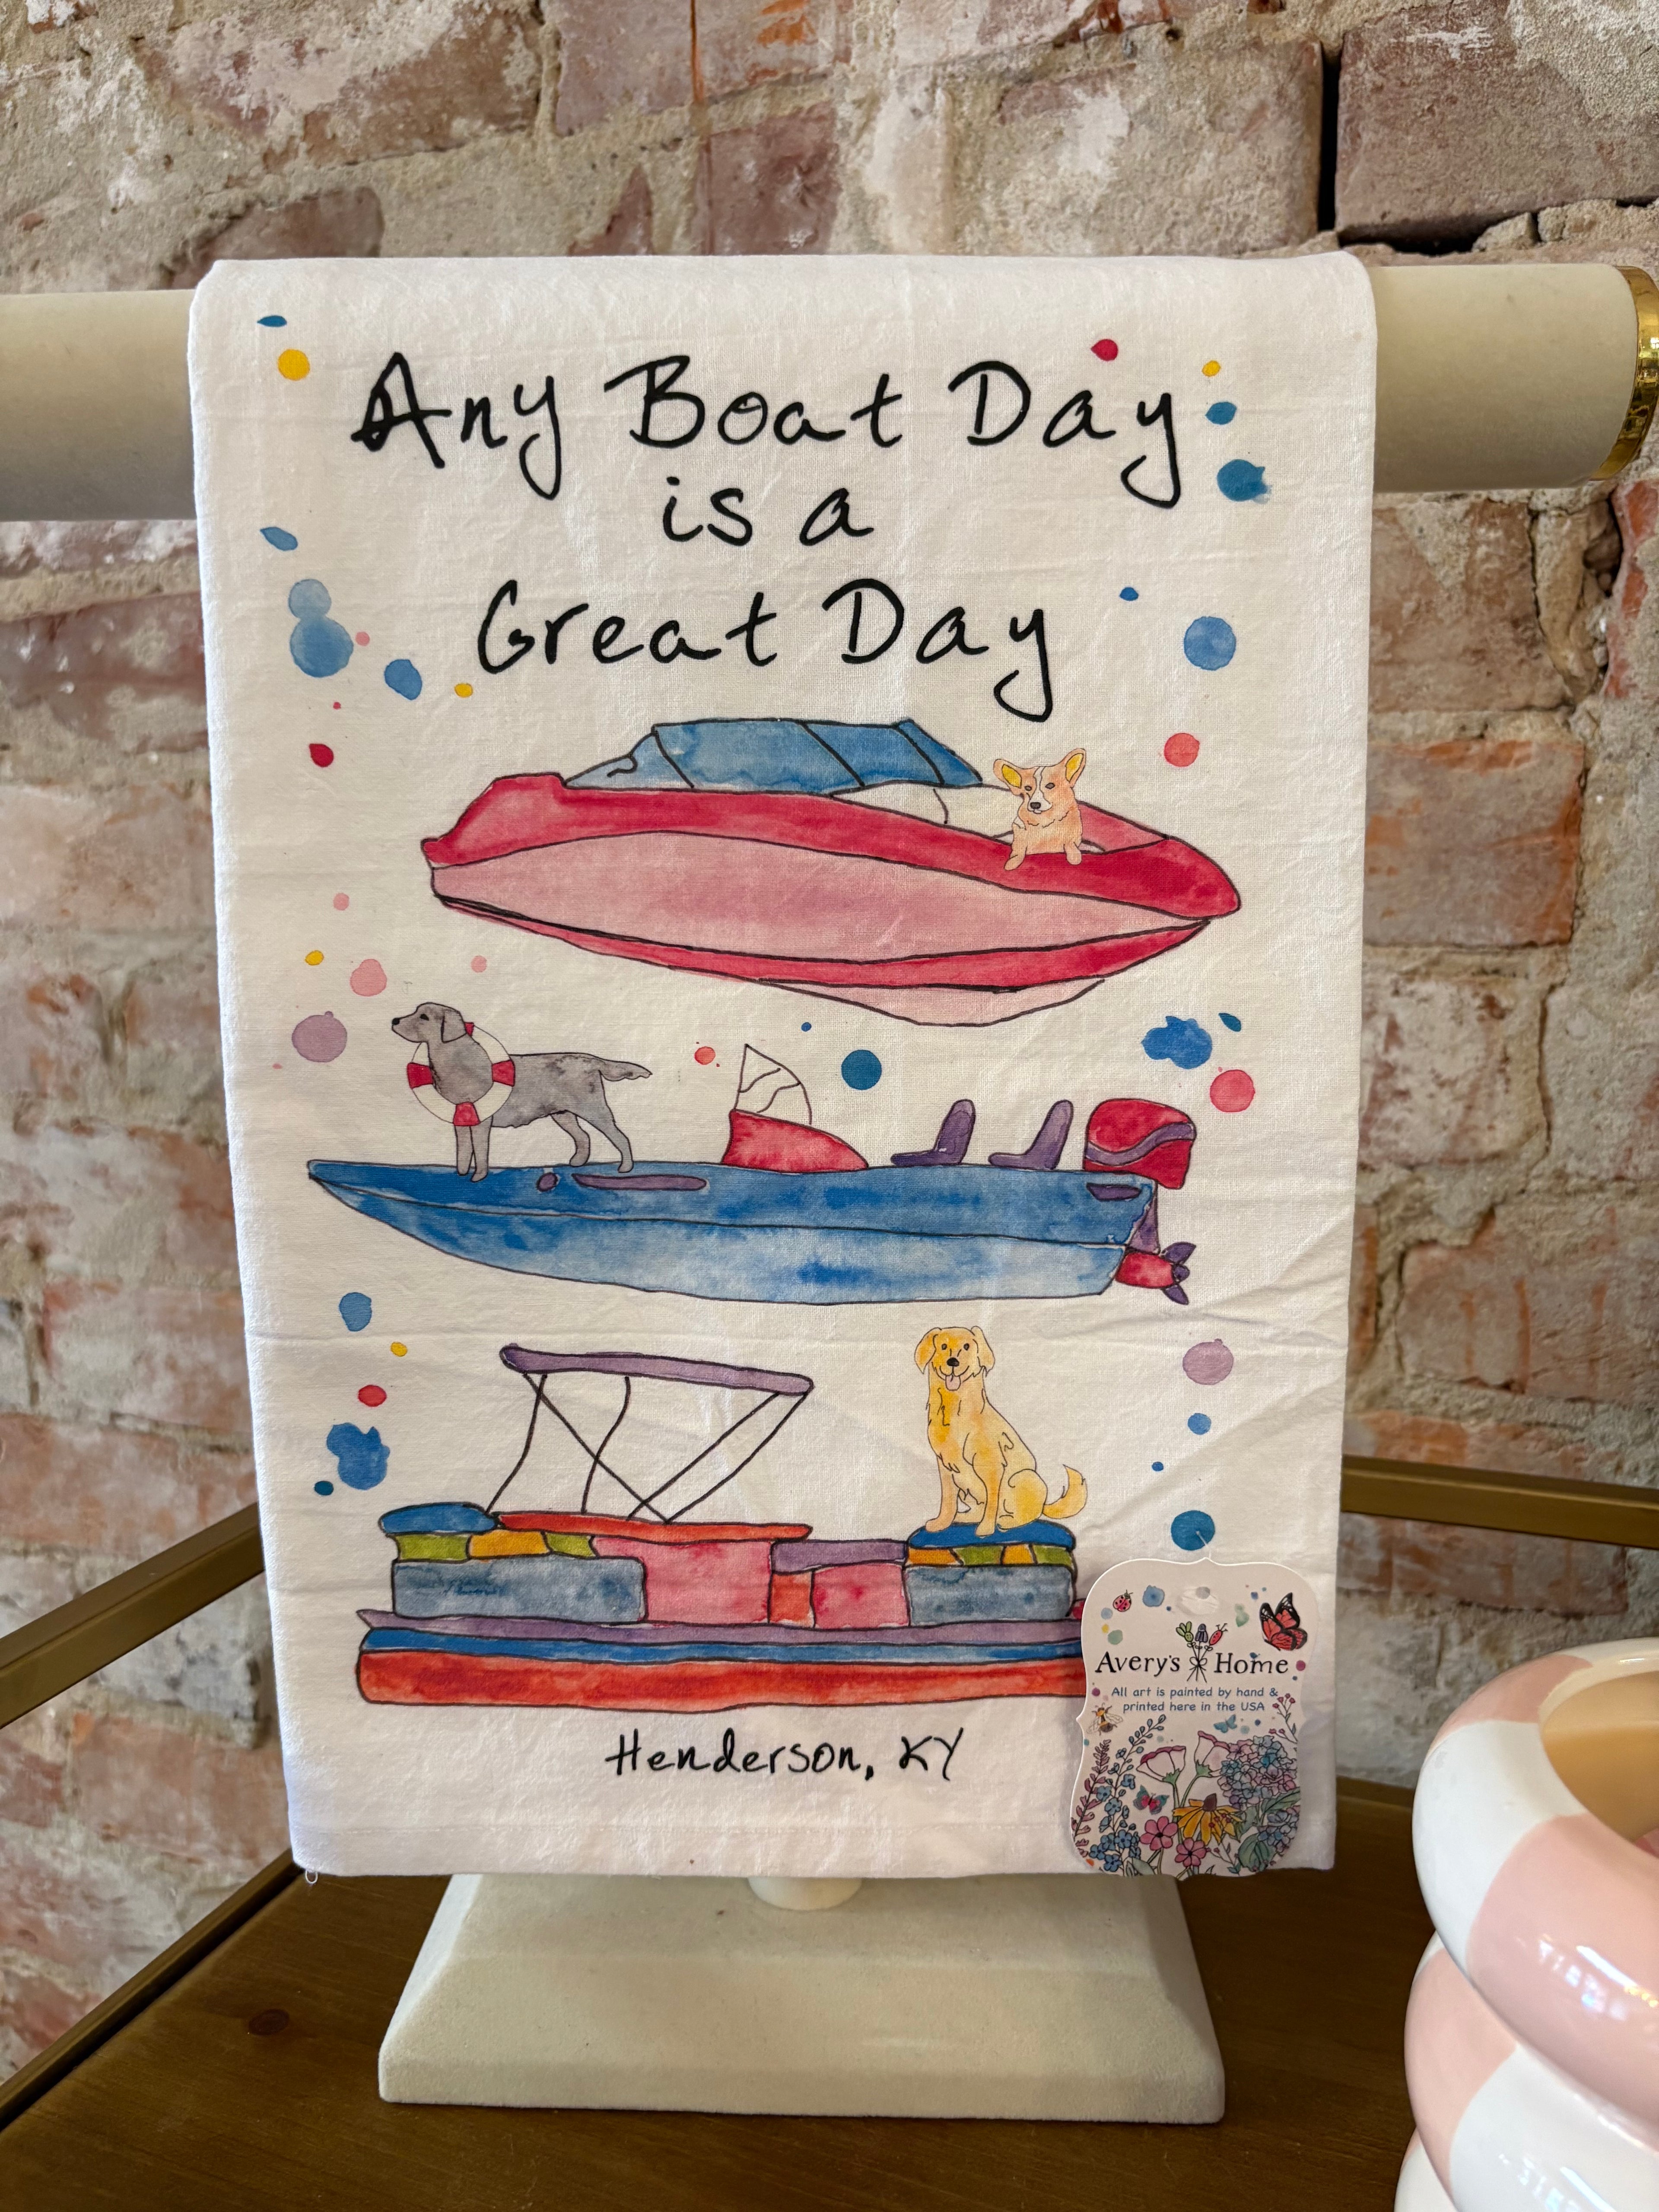 Any Boat Day
is a
Great Day
Avery's Home
All art is painted by hand &
printed here in the USA
Henderson, KY